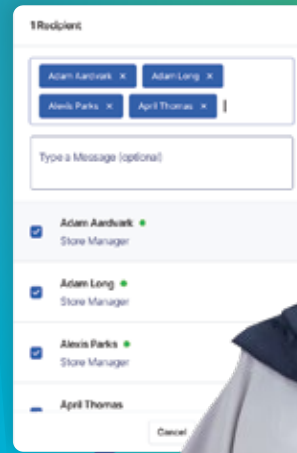 1 Recipient
Adam Aardvark × Adam Long ×
Alexis Parks × April Thomas ×
Type a Message (optional)
Adam Aardvark
Store Manager
Adam Long
Store Manager
Alexis Parks
Store Manager
April Thomas
Cancel